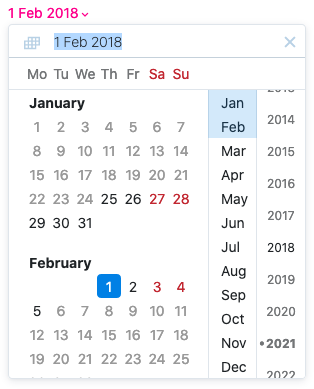 1 Feb 2018
1 Feb 2018
Mo Tu We Th Fr Sa Su
January
1 2 3 4 5 6 7
8 9 10 11 12 13 14
15 16 17 18 19 20 21
22 23 24 25 26 27 28
29 30 31
February
1 2 3 4
5 6 7 8 9 10 11
12 13 14 15 16 17 18
19 20 21 22 23 24 25
Jan
Feb
Mar
Apr
May
Jun
Jul
Aug
Sep
Oct
Nov
Dec
2013
2014
2015
2016
2017
2018
2019
2020
• 2021
2022